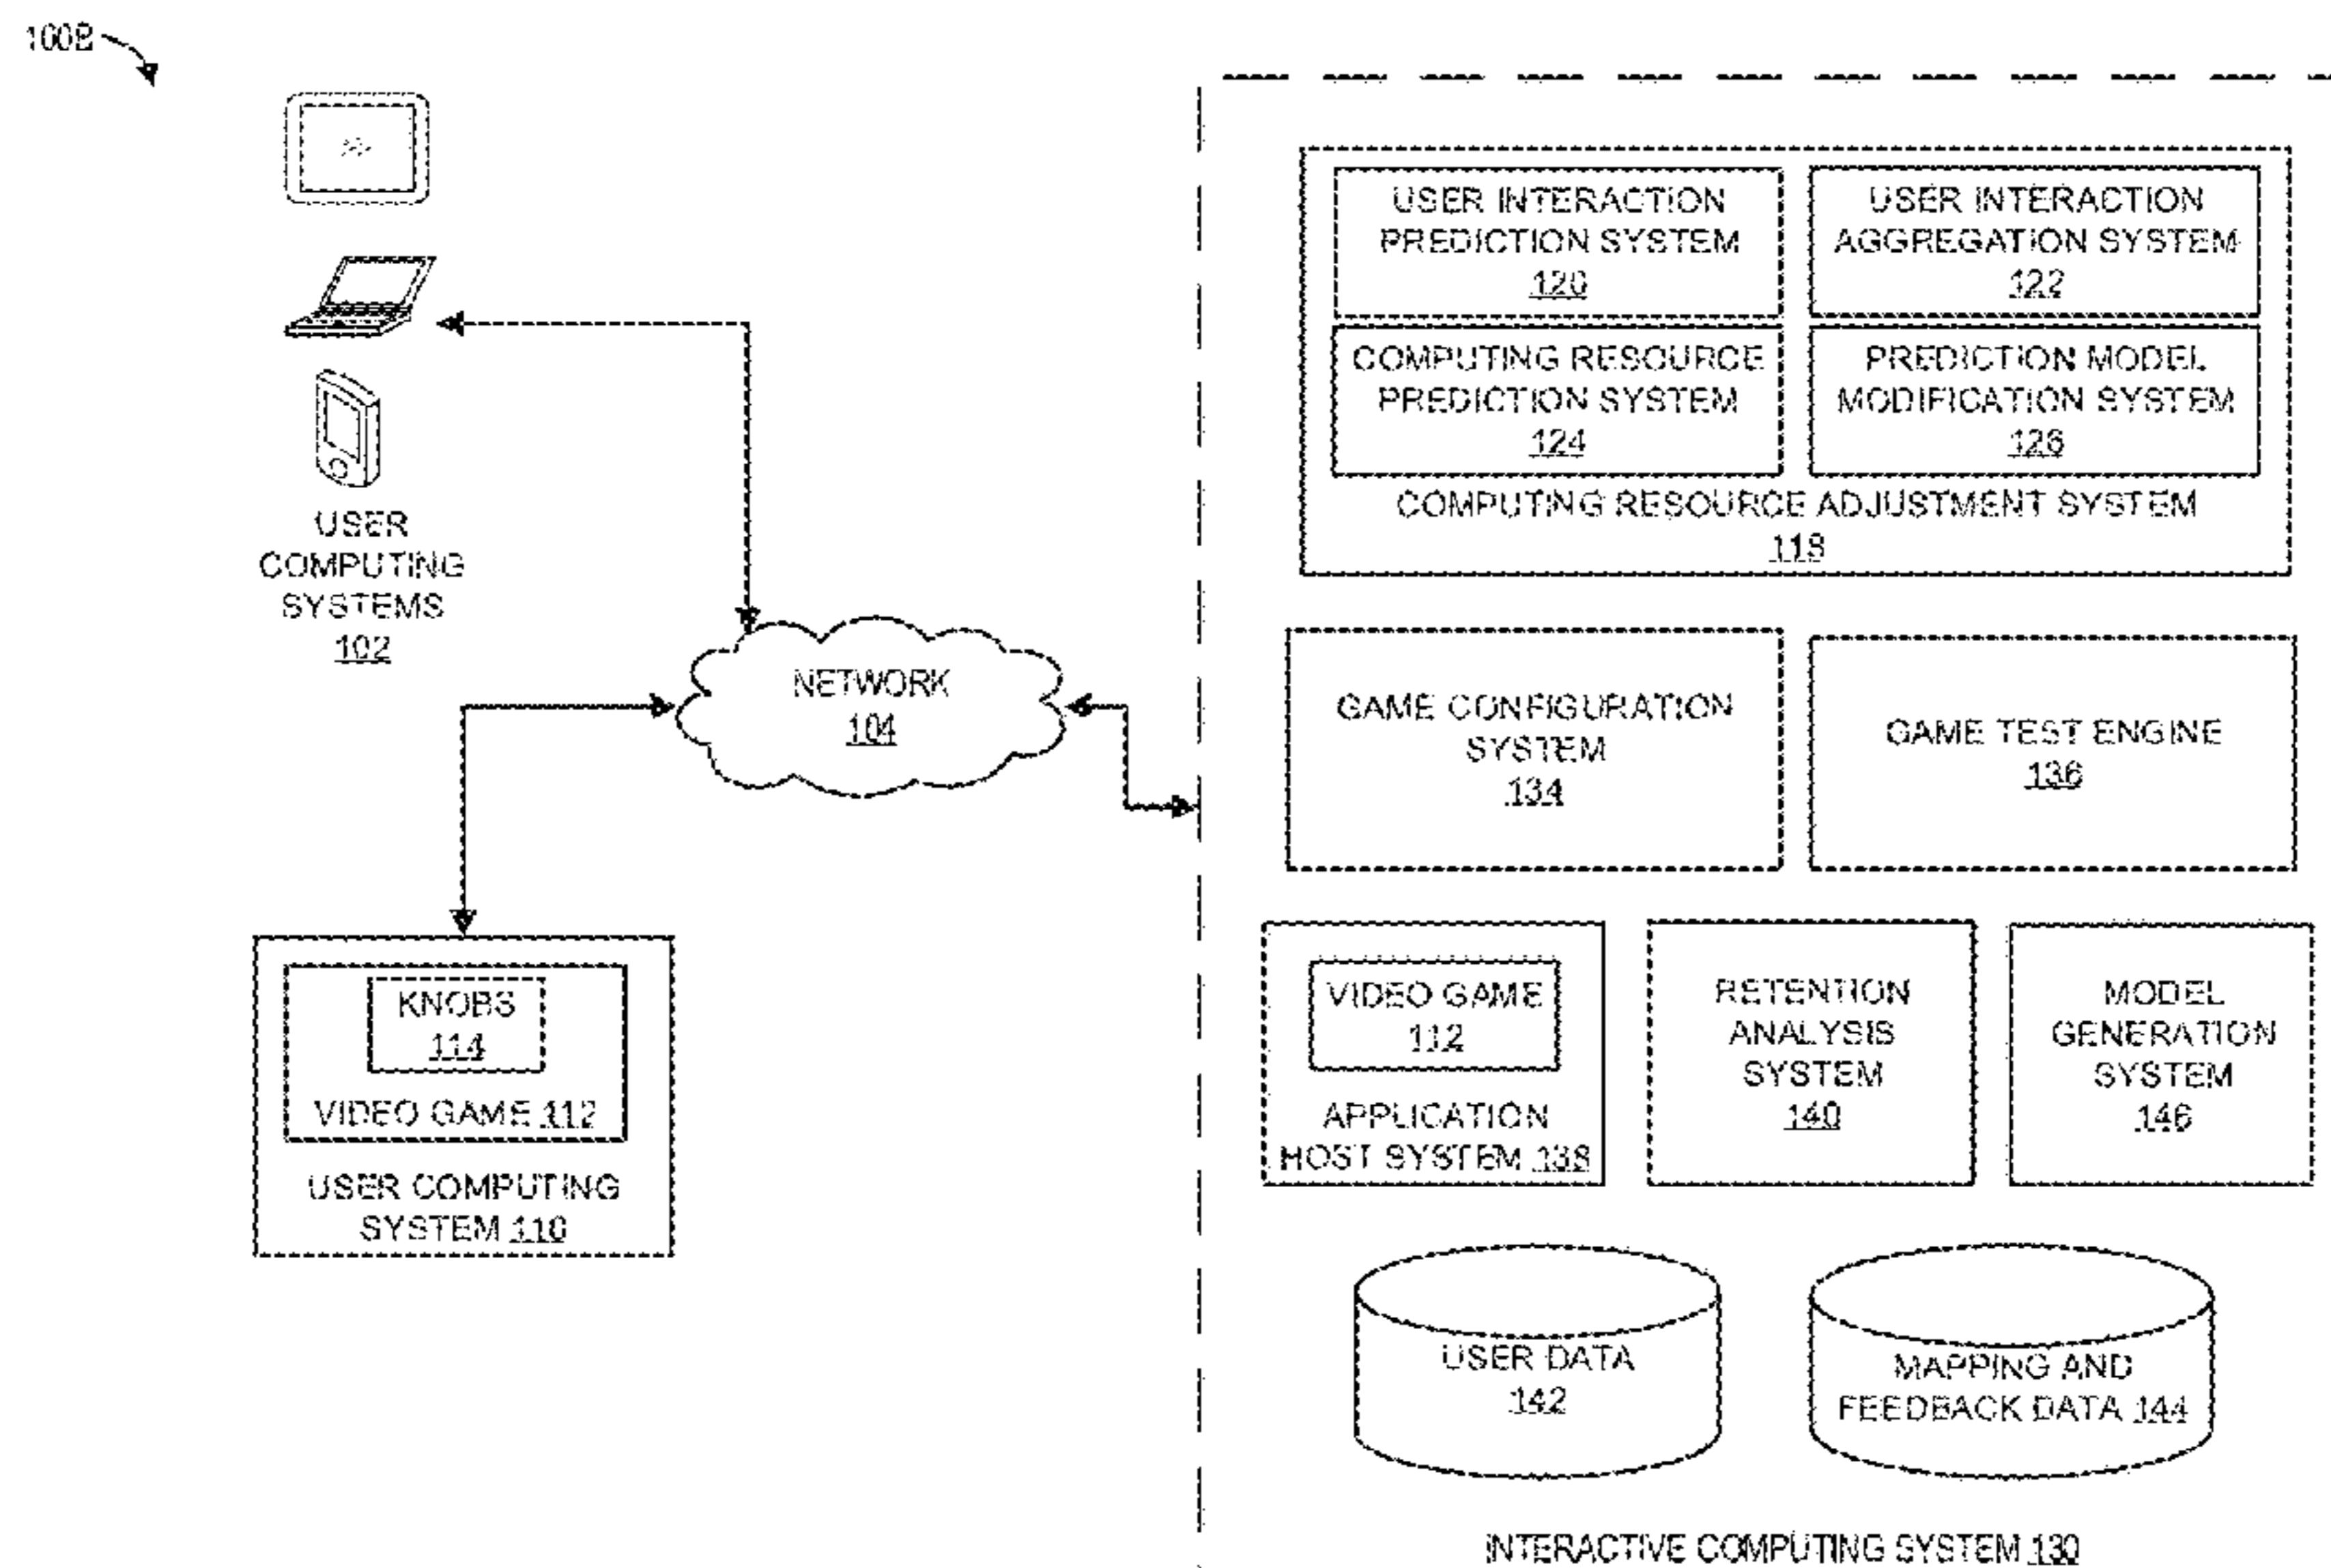 100B
USER
COMPUTING
SYSTEMS
102
NETWORK
104
KNOBS
114
VIDEO GAME 112
USER COMPUTING
SYSTEM 110
USER INTERACTION
PREDICTION SYSTEM
120
USER INTERACTION
AGGREGATION SYSTEM
122
COMPUTING RESOURCE
PREDICTION SYSTEM
124
PREDICTION MODEL
MODIFICATION SYSTEM
126
COMPUTING RESOURCE ADJUSTMENT SYSTEM
118
GAME CONFIGURATION
SYSTEM
134
GAME TEST ENGINE
136
VIDEO GAME
112
APPLICATION
HOST SYSTEM 138
RETENTION
ANALYSIS
SYSTEM
140
MODEL
GENERATION
SYSTEM
146
USER DATA
142
MAPPING AND
FEEDBACK DATA 144
INTERACTIVE COMPUTING SYSTEM 130